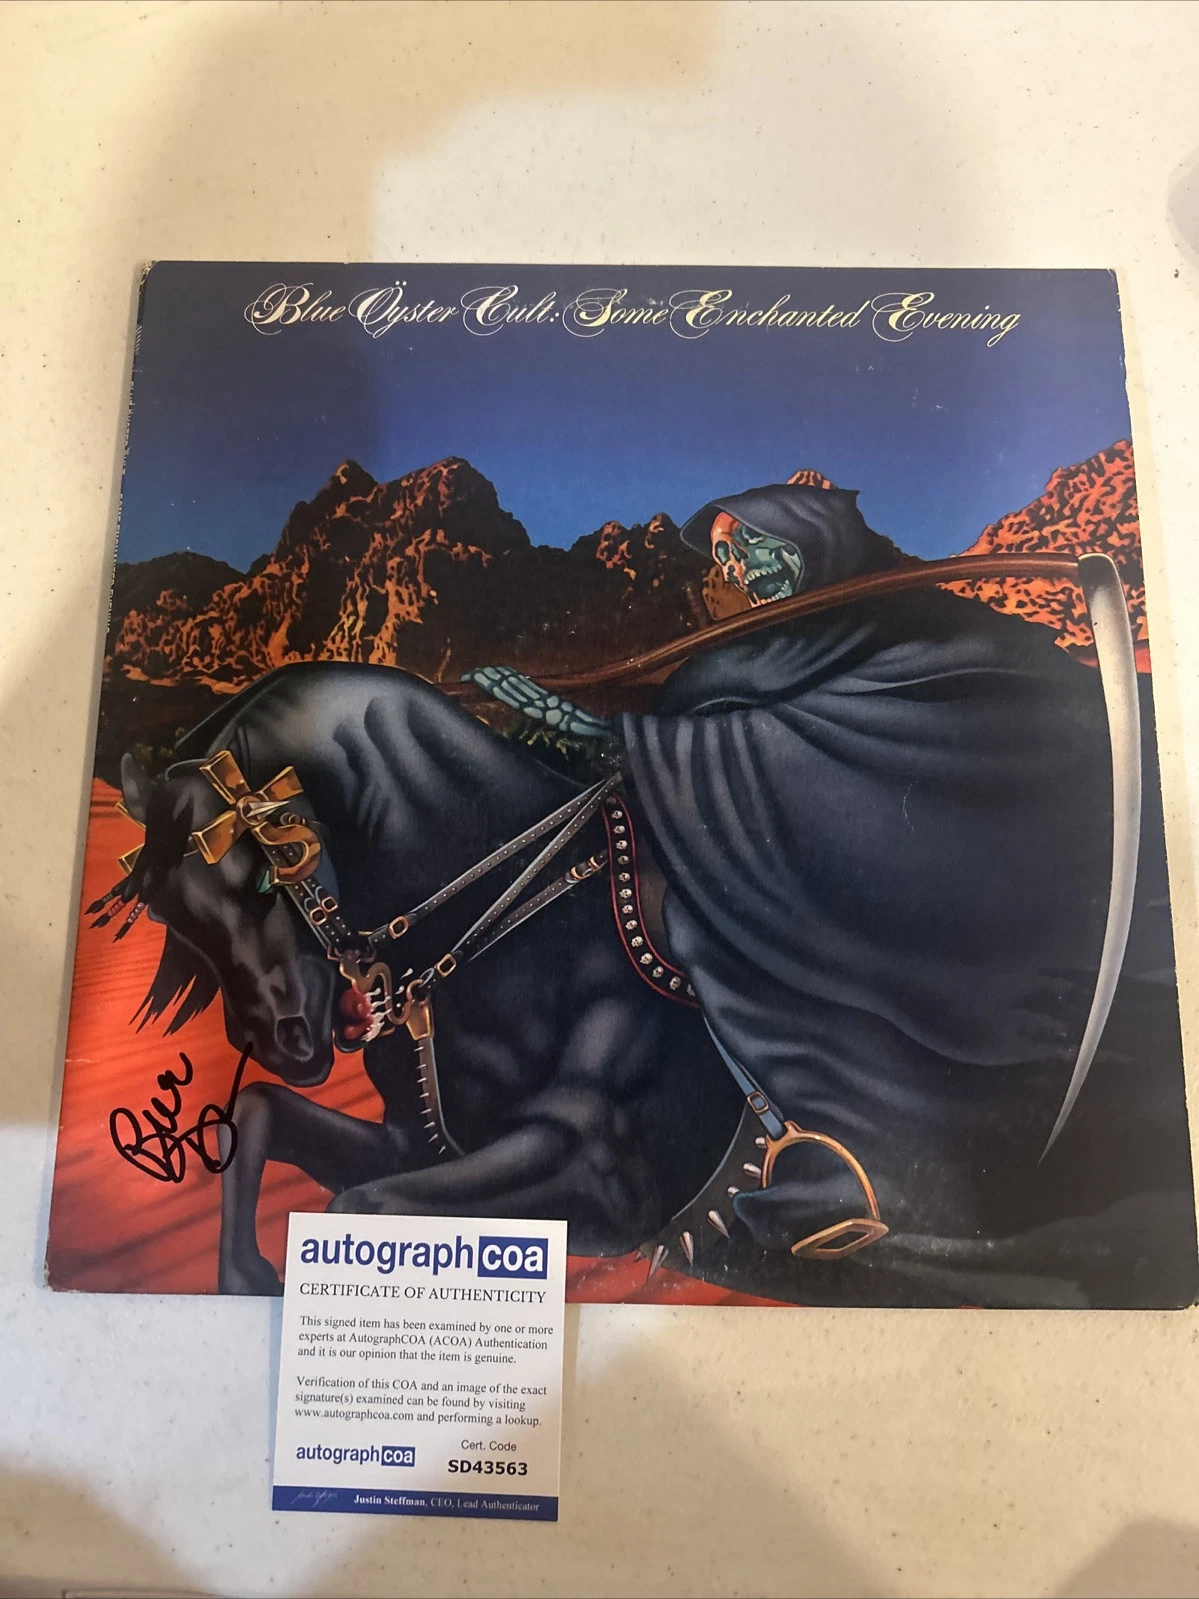 Blue Öyster Cult: Some Enchanted Evening
autographcoa
CERTIFICATE OF AUTHENTICITY
This signed item has been examined by one or more
experts at AutographCOA (ACOA) Authentication
and it is our opinion that the item is genuine.
Verification of this COA and an image of the exact
signature(s) examined can be found by visiting
www.autographcoa.com and performing a lookup.
autographcoa
Cert. Code
SD43563
Justin Steffman, CEO, Lead Authenticator